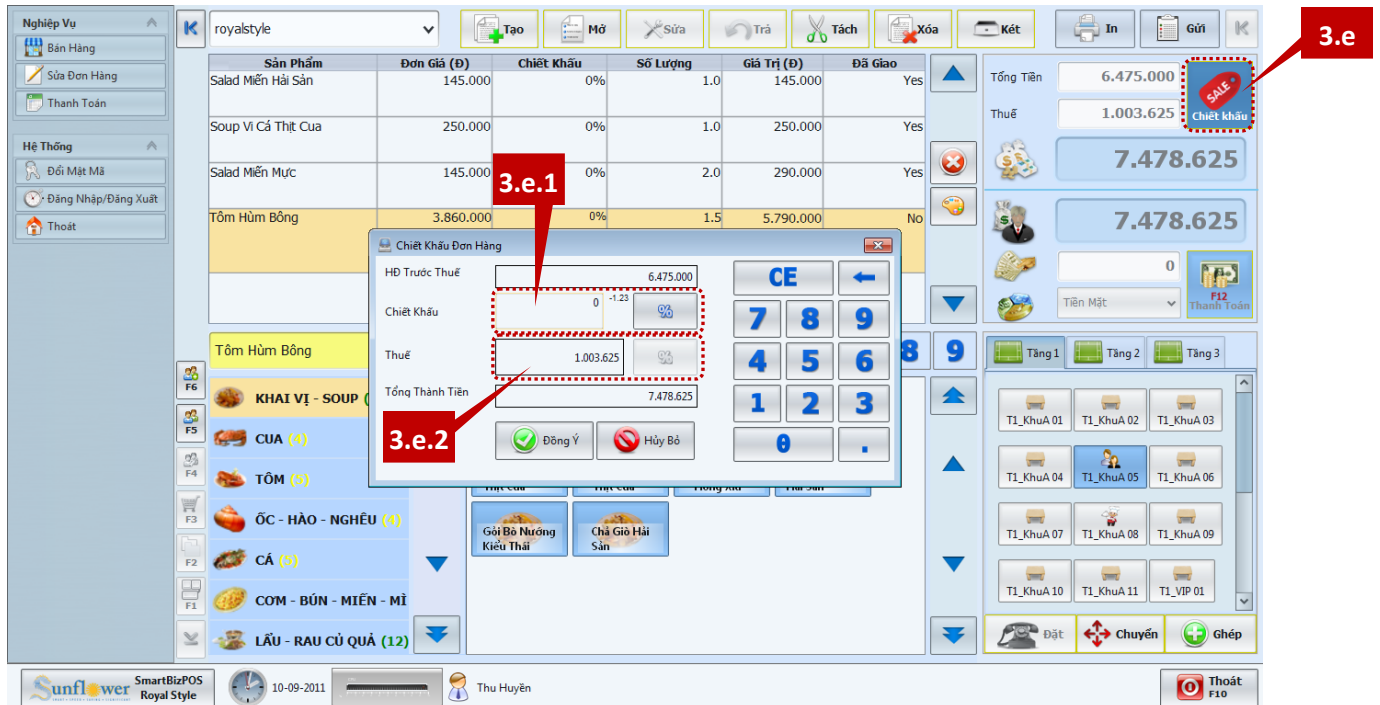 Nghiệp Vụ
Bán Hàng
Sửa Đơn Hàng
Thanh Toán
Hệ Thống
Đổi Mật Mã
Đăng Nhập/Đăng Xuất
Thoát
royalstyle
Tạo
Mở
Sửa
Trả
Tách
Xóa
Két
In
Gửi
3.e
Sản Phẩm Đơn Giá (Đ) Chiết Khấu Số Lượng Giá Trị (Đ) Đã Giao
Salad Miến Hải Sản 145.000 0% 1.0 145.000 Yes
Soup Vi Cá Thịt Cua 250.000 0% 1.0 250.000 Yes
Salad Miến Mực 145.000 0% 2.0 290.000 Yes
Tôm Hùm Bông 3.860.000 0% 1.5 5.790.000 No
Tổng Tiền 6.475.000
SALE
Chiết khấu
Thuế 1.003.625
7.478.625
7.478.625
0
Tiền Mặt
F12
Thanh Toán
3.e.1
Chiết Khấu Đơn Hàng
HĐ Trước Thuế 6.475.000
Chiết Khấu 0 -1.23 %
Thuế 1.003.625 %
Tổng Thành Tiền 7.478.625
3.e.2
Đồng Ý
Hủy Bỏ
CE
7 8 9
4 5 6
1 2 3
0 .
Tôm Hùm Bông
8 9
F6
F5
F4
F3
F2
F1
KHAI VỊ - SOUP (
CUA (4)
TÔM (5)
ỐC - HÀO - NGHÊU (4)
CÁ (5)
CƠM - BÚN - MIẾN - MÌ
LẨU - RAU CỦ QUẢ (12)
Thịt Cua
Thịt Cua
Hải Sản
Gỏi Bò Nướng
Kiểu Thái
Chả Giò Hải
Sản
Tầng 1
Tầng 2
Tầng 3
T1_KhuA 01
T1_KhuA 02
T1_KhuA 03
T1_KhuA 04
T1_KhuA 05
T1_KhuA 06
T1_KhuA 07
T1_KhuA 08
T1_KhuA 09
T1_KhuA 10
T1_KhuA 11
T1_VIP 01
Đặt
Chuyển
Ghép
Sunflower
SmartBizPOS
Royal Style
10-09-2011
Thu Huyền
Thoát
F10